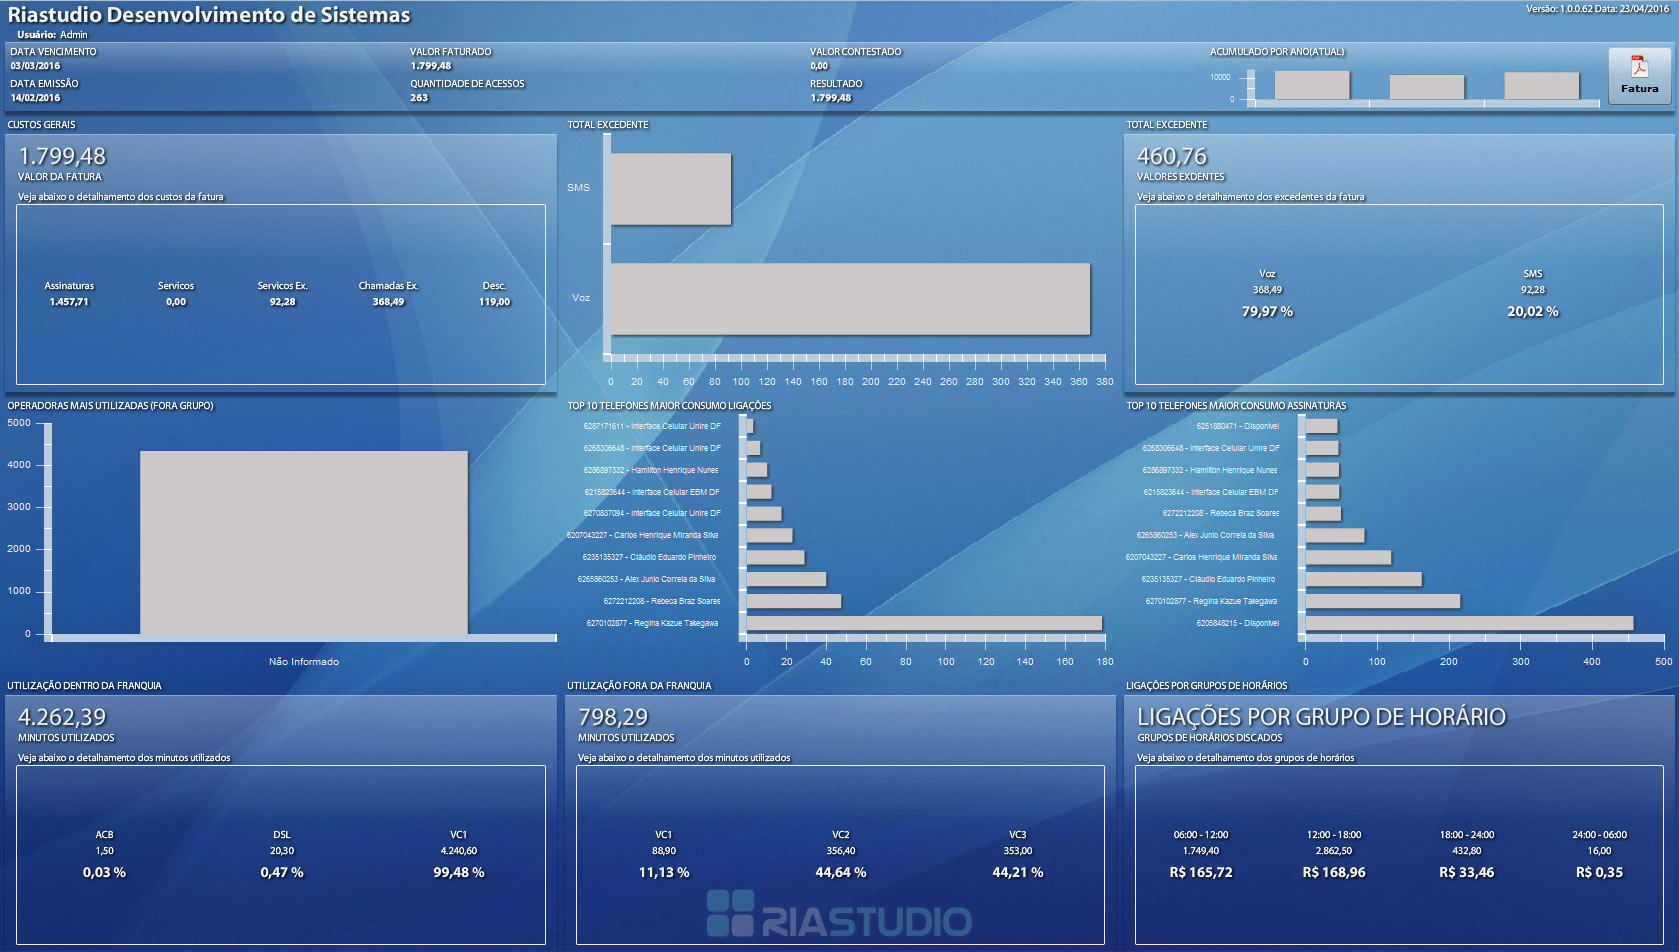 Riastudio Desenvolvimento de Sistemas
Versão: 1.0.0.62 Data: 23/04/2016
Usuário: Admin
DATA VENCIMENTO
03/03/2016
DATA EMISSÃO
14/02/2016
VALOR FATURADO
1.799,48
QUANTIDADE DE ACESSOS
263
VALOR CONTESTADO
0,00
RESULTADO
1.799,48
ACUMULADO POR ANO(ATUAL)
10000
0
Fatura
CUSTOS GERAIS
1.799,48
VALOR DA FATURA
Veja abaixo o detalhamento dos custos da fatura
Assinaturas Servicos Servicos Ex. Chamadas Ex. Desc.
1.457,71 0,00 92,28 368,49 119,00
TOTAL EXCEDENTE
SMS
Voz
0 20 40 60 80 100 120 140 160 180 200 220 240 260 280 300 320 340 360 380
TOTAL EXCEDENTE
460,76
VALORES EXDENTES
Veja abaixo o detalhamento dos excedentes da fatura
Voz SMS
368,49 92,28
79,97 % 20,02 %
OPERADORAS MAIS UTILIZADAS (FORA GRUPO)
5000
4000
3000
2000
1000
0
Não Informado
TOP 10 TELEFONES MAIOR CONSUMO LIGAÇÕES
6287171611 - Interface Celular Unire DF
6268306648 - Interface Celular Unire DF
6286897332 - Hamilton Henrique Nunes
6215823644 - Interface Celular EBM DF
6270837094 - Interface Celular Unire DF
6207043227 - Carlos Henrique Miranda Silva
6235135327 - Cláudio Eduardo Pinheiro
6265860253 - Alex Junio Correia da Silva
6272212208 - Rebeca Braz Soares
6270102877 - Regina Kazue Takegawa
0 20 40 60 80 100 120 140 160 180
TOP 10 TELEFONES MAIOR CONSUMO ASSINATURAS
6251880471 - Disponivel
6268306648 - Interface Celular Unire DF
6286897332 - Hamilton Henrique Nunes
6215823644 - Interface Celular EBM DF
6272212208 - Rebeca Braz Soares
6265860253 - Alex Junio Correia da Silva
6207043227 - Carlos Henrique Miranda Silva
6235135327 - Cláudio Eduardo Pinheiro
6270102877 - Regina Kazue Takegawa
6205848215 - Disponivel
0 100 200 300 400 500
UTILIZAÇÃO DENTRO DA FRANQUIA
4.262,39
MINUTOS UTILIZADOS
Veja abaixo o detalhamento dos minutos utilizados
ACB DSL VC1
1,50 20,30 4.240,60
0,03 % 0,47 % 99,48 %
UTILIZAÇÃO FORA DA FRANQUIA
798,29
MINUTOS UTILIZADOS
Veja abaixo o detalhamento dos minutos utilizados
VC1 VC2 VC3
88,90 356,40 353,00
11,13 % 44,64 % 44,21 %
LIGAÇÕES POR GRUPOS DE HORÁRIOS
LIGAÇÕES POR GRUPO DE HORÁRIO
GRUPOS DE HORÁRIOS DISCADOS
Veja abaixo o detalhamento dos grupos de horários
06:00 - 12:00 12:00 - 18:00 18:00 - 24:00 24:00 - 06:00
1.749,40 2.862,50 432,80 16,00
R$ 165,72 R$ 168,96 R$ 33,46 R$ 0,35
RIASTUDIO